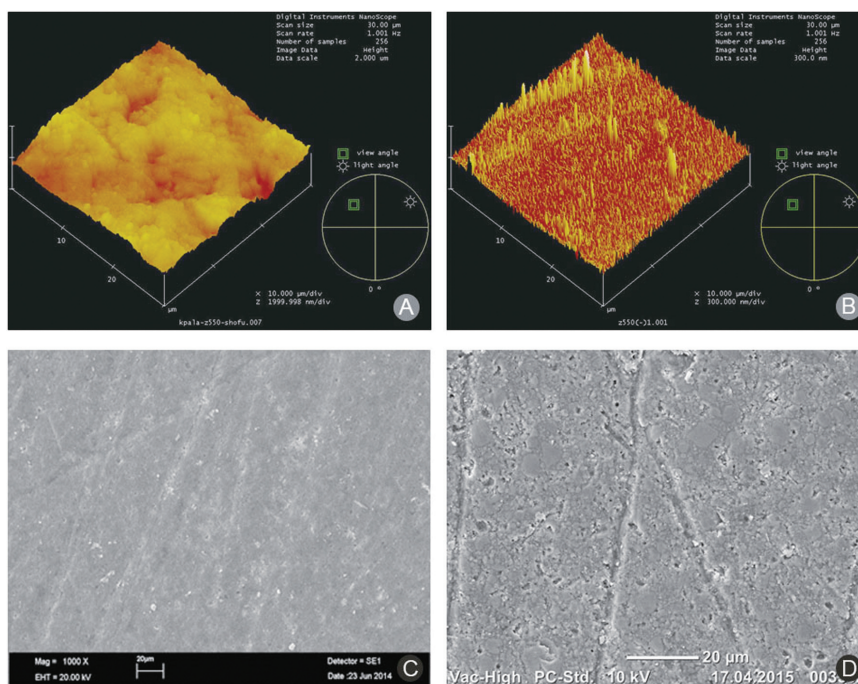 Digital Instruments NanoScope
Scan size 30.00 µm
Scan rate 1.001 Hz
Number of samples 256
Image Data Height
Data scale 2.000 um
view angle
light angle
10
20
µm
X 10.000 µm/div
Z 1999.998 nm/div
0 °
kpala-z550-shofu.007
A
Digital Instruments NanoScope
Scan size 30.00 µm
Scan rate 1.001 Hz
Number of samples 256
Image Data Height
Data scale 300.0 nm
view angle
light angle
10
20
µm
X 10.000 µm/div
Z 300.000 nm/div
0 °
z550(-)1.001
B
Mag = 1000 X
20µm
Detector = SE1
EHT = 20.00 kV
Date :23 Jun 2014
C
20 µm
Vac-High PC-Std. 10 kV 17.04.2015
D